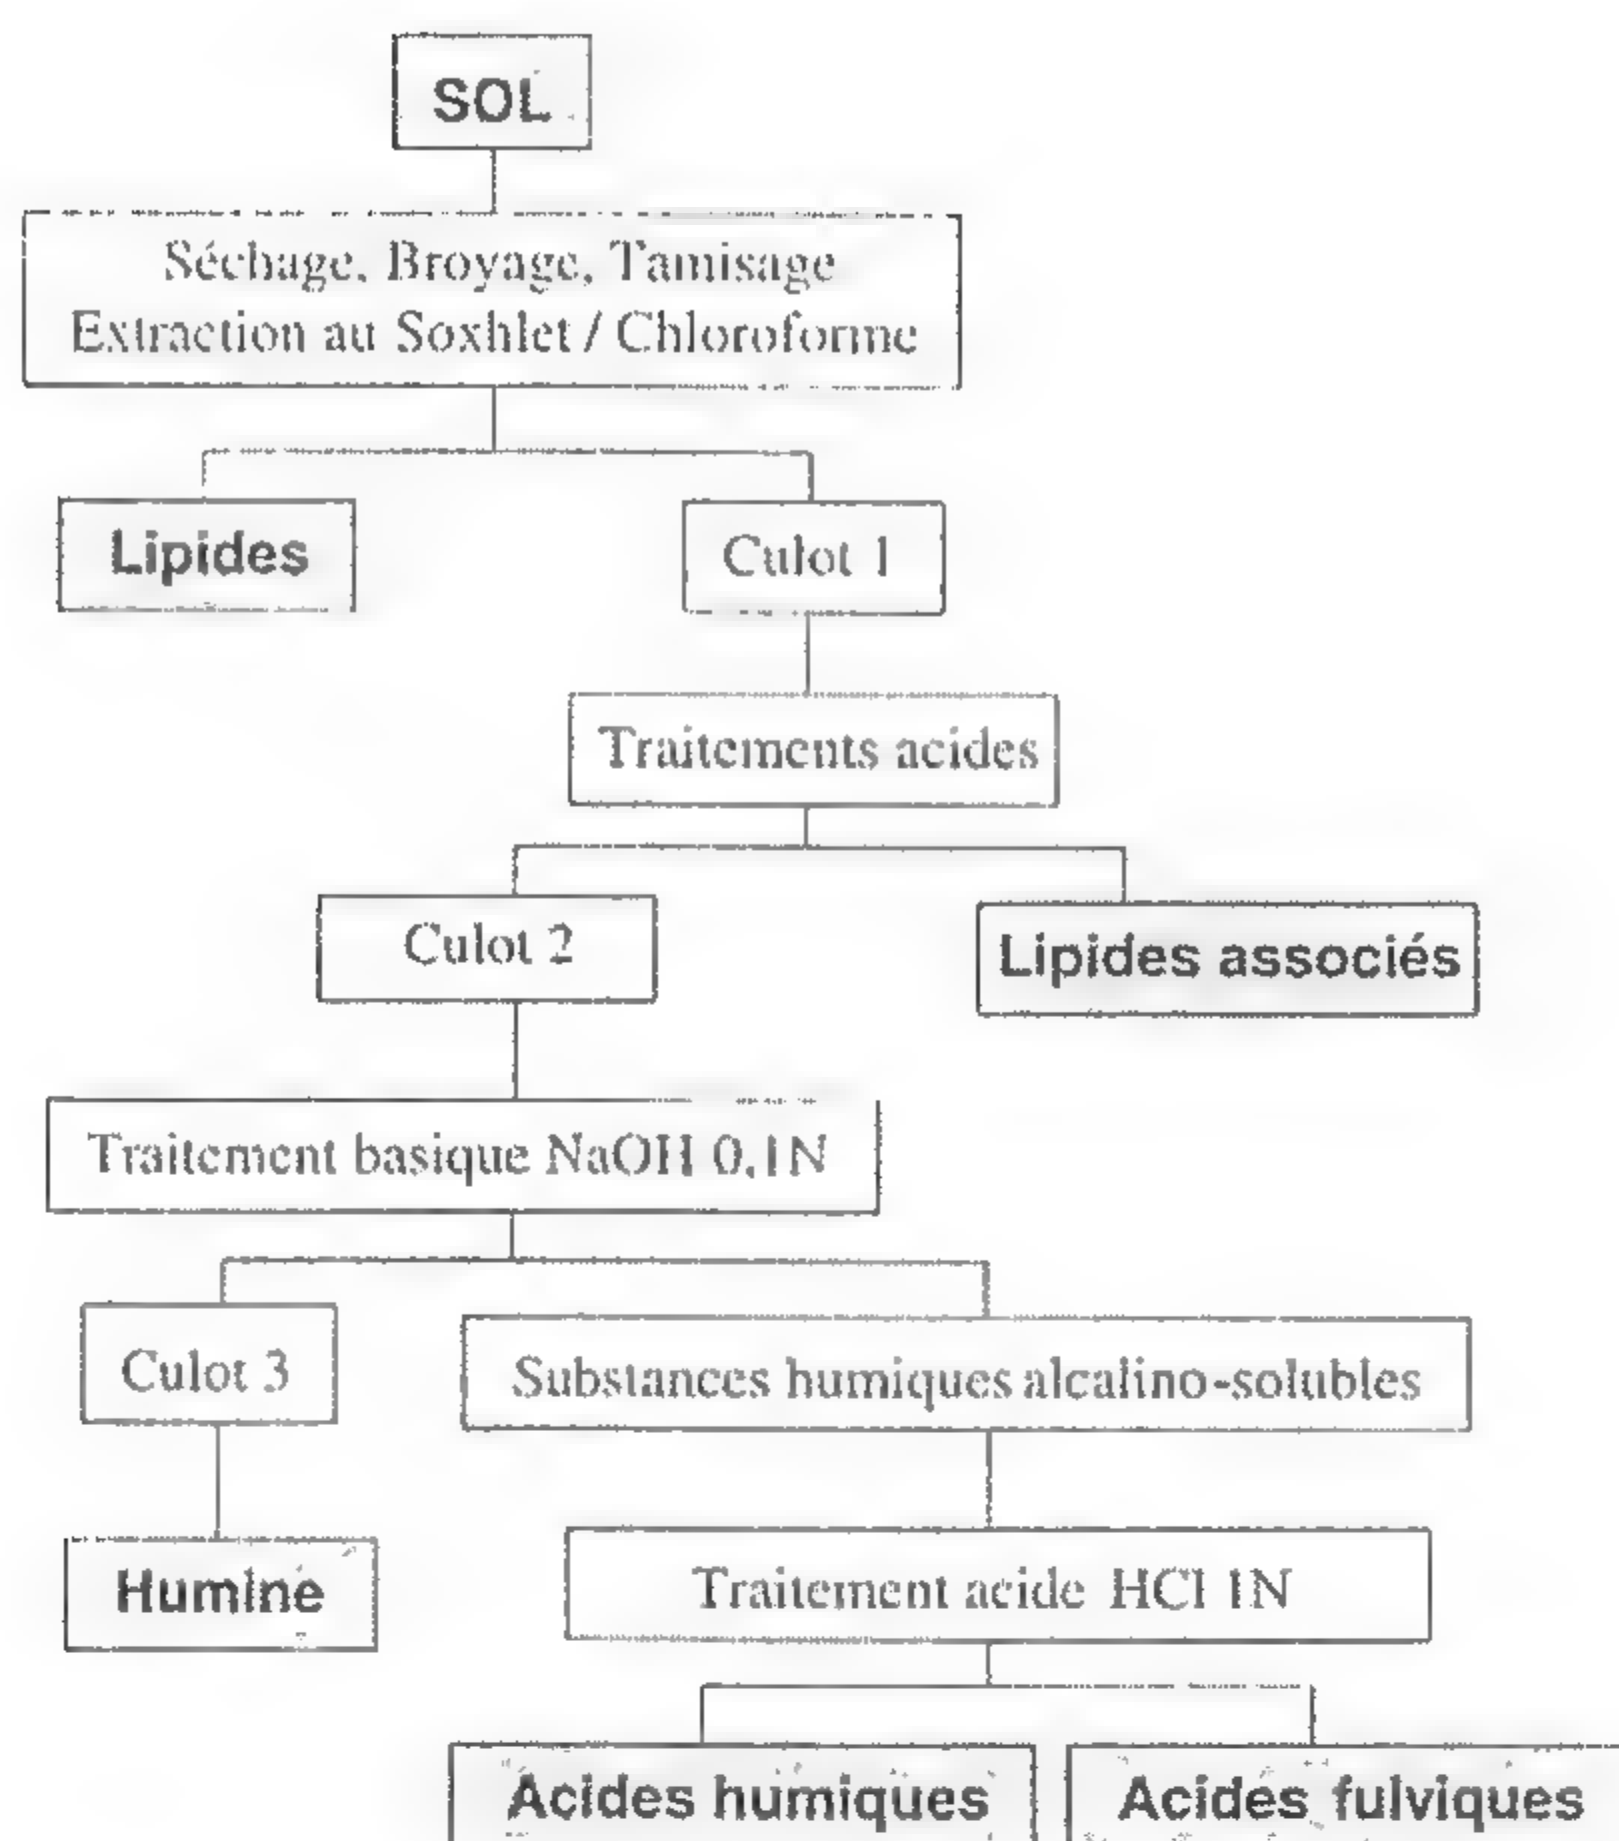 SOL
Séchage, Broyage, Tamisage
Extraction au Soxhlet / Chloroforme
Lipides
Culot 1
Traitements acides
Culot 2
Lipides associés
Traitement basique NaOH 0,1N
Culot 3
Substances humiques alcalino-solubles
Humine
Traitement acide HCl 1N
Acides humiques
Acides fulviques